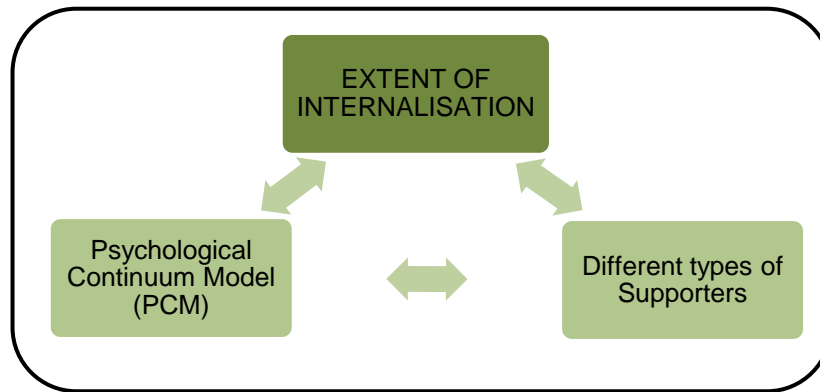 EXTENT OF
INTERNALISATION
Psychological
Continuum Model
(PCM)
Different types of
Supporters